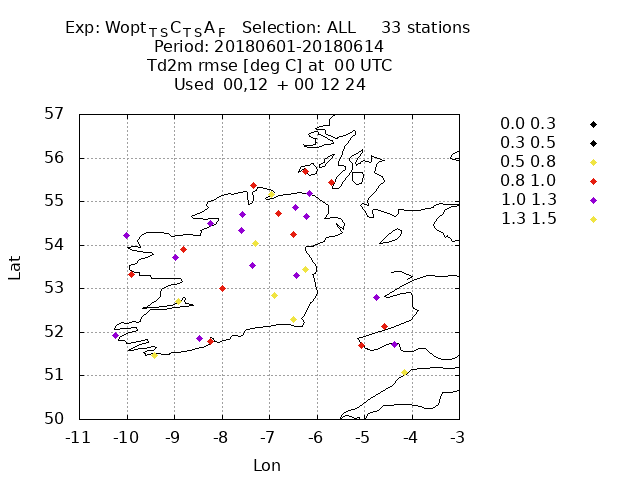 Exp: Wopt T S C T S A F   Selection: ALL     33 stations
Period: 20180601-20180614
Td2m rmse [deg C] at  00 UTC
Used  00,12  + 00 12 24
57
56
55
54
53
52
51
50
-11 -10 -9 -8 -7 -6 -5 -4 -3
Lat
Lon
0.0 0.3
0.3 0.5
0.5 0.8
0.8 1.0
1.0 1.3
1.3 1.5